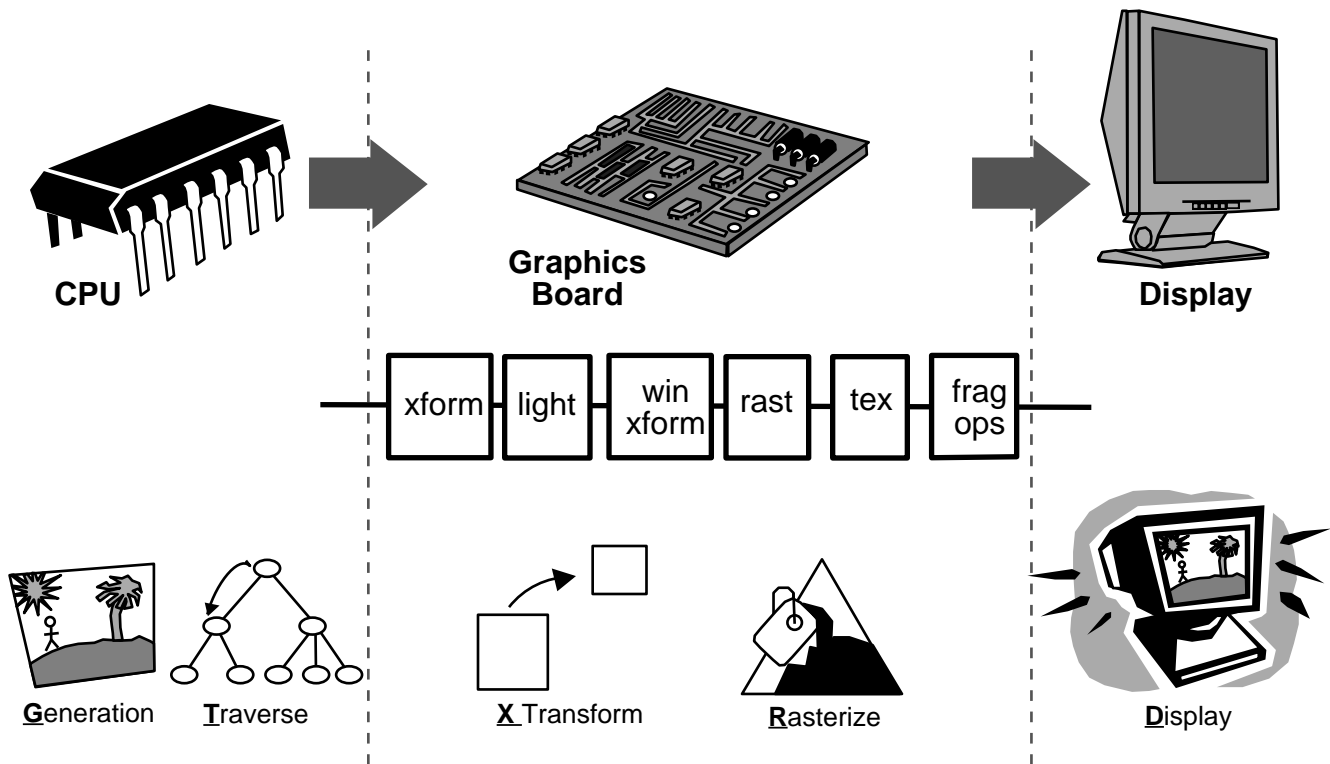 CPU
Graphics
Board
Display
xform
light
win
xform
rast
tex
frag
ops
Generation
Traverse
X Transform
Rasterize
Display